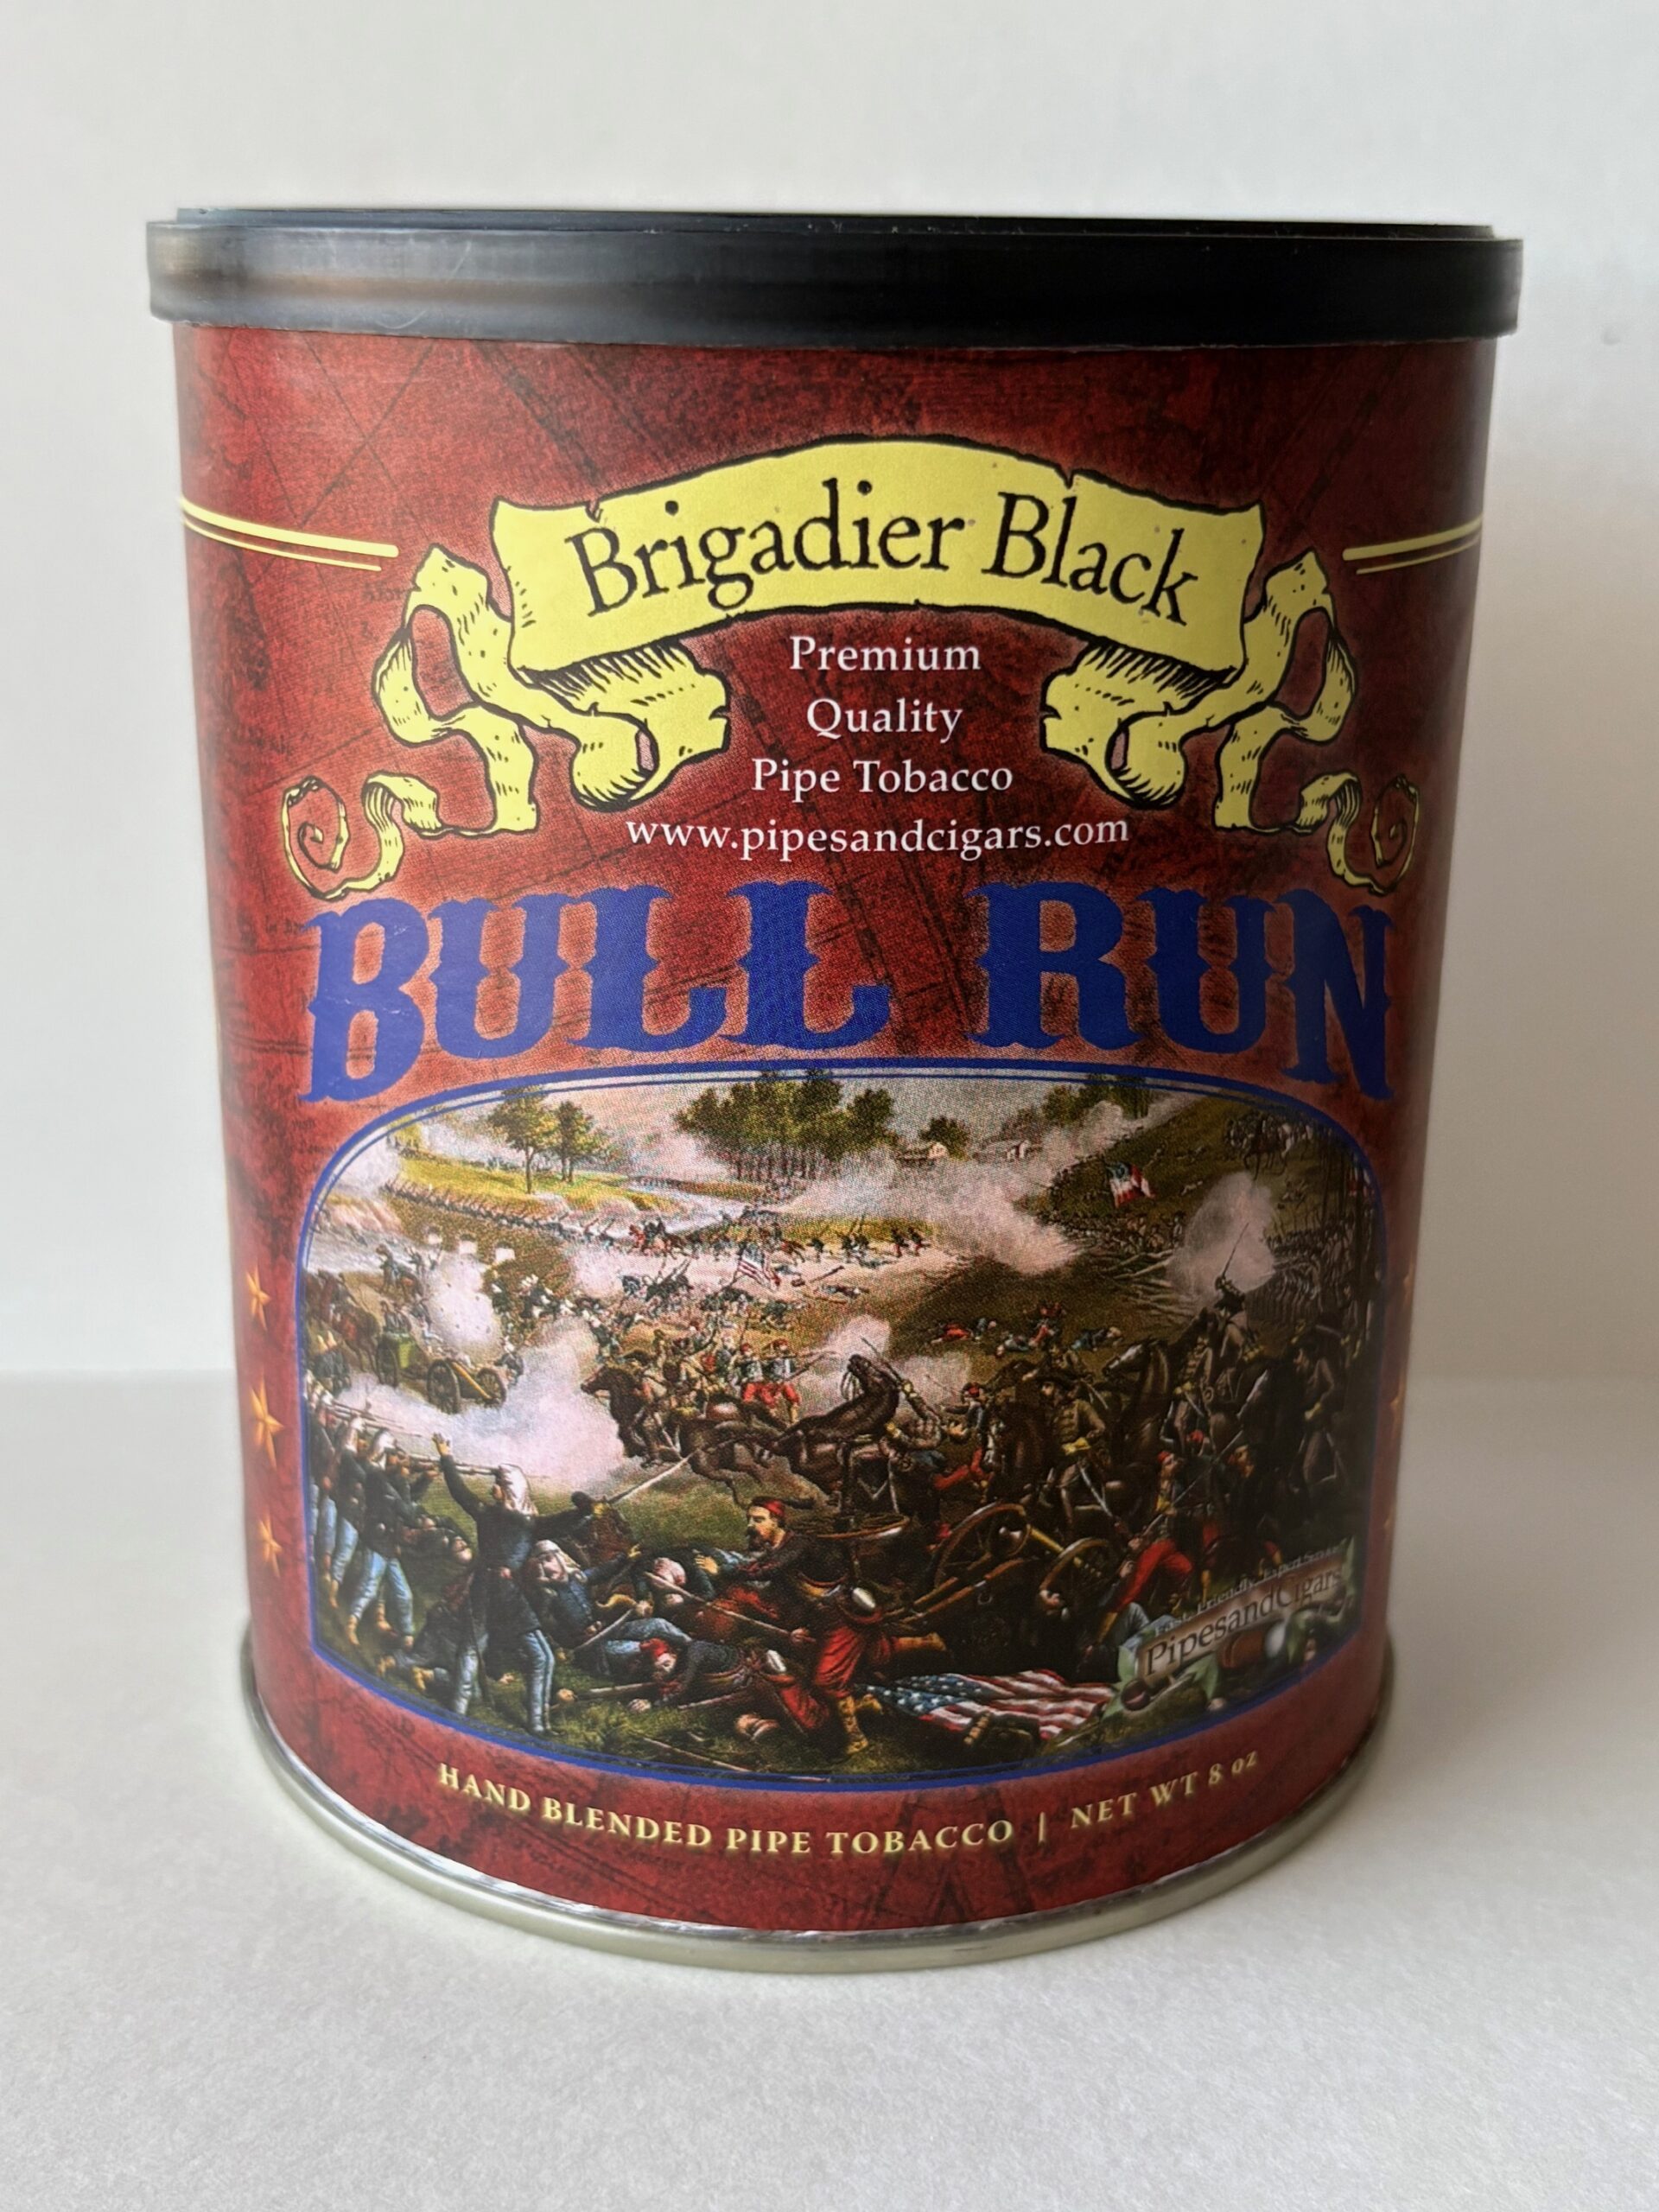 Brigadier Black
Premium
Quality
Pipe Tobacco
www.pipesandcigars.com
BULL RUN
PipesandCigars
HAND BLENDED PIPE TOBACCO | NET WT 8 oz